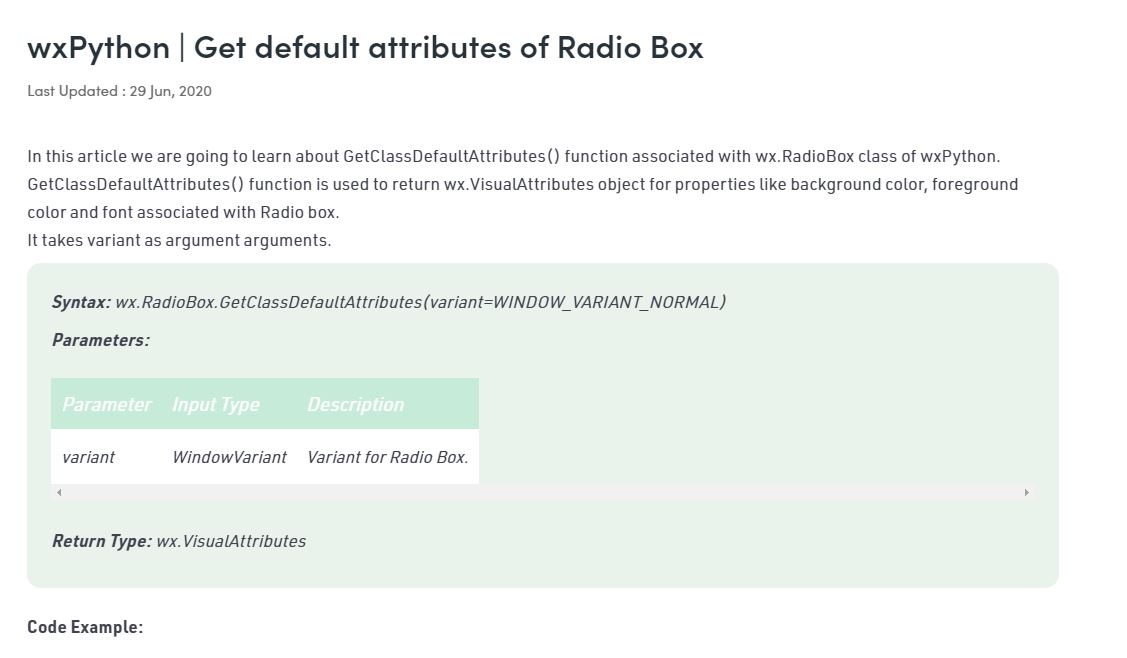 wxPython | Get default attributes of Radio Box
Last Updated : 29 Jun, 2020
In this article we are going to learn about GetClassDefaultAttributes() function associated with wx.RadioBox class of wxPython.
GetClassDefaultAttributes() function is used to return wx.VisualAttributes object for properties like background color, foreground
color and font associated with Radio box.
It takes variant as argument arguments.
Syntax: wx.RadioBox.GetClassDefaultAttributes(variant=WINDOW_VARIANT_NORMAL)
Parameters:
Parameter Input Type Description
variant WindowVariant Variant for Radio Box.
Return Type: wx.VisualAttributes
Code Example: